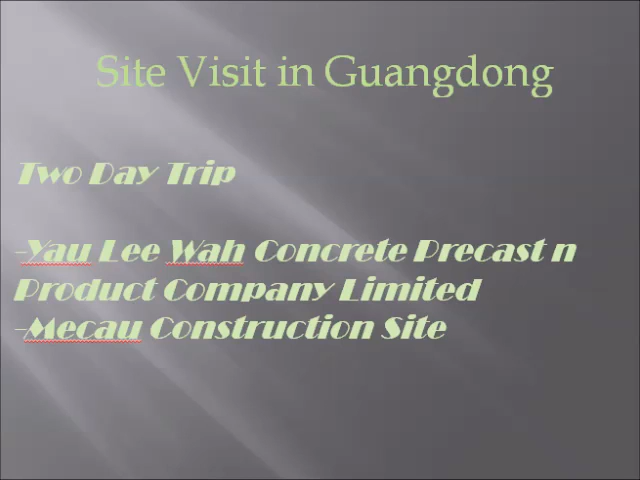 Site Visit in Guangdong
Two Day Trip
-Yau Lee Wah Concrete Precast n
Product Company Limited
-Mecau Construction Site